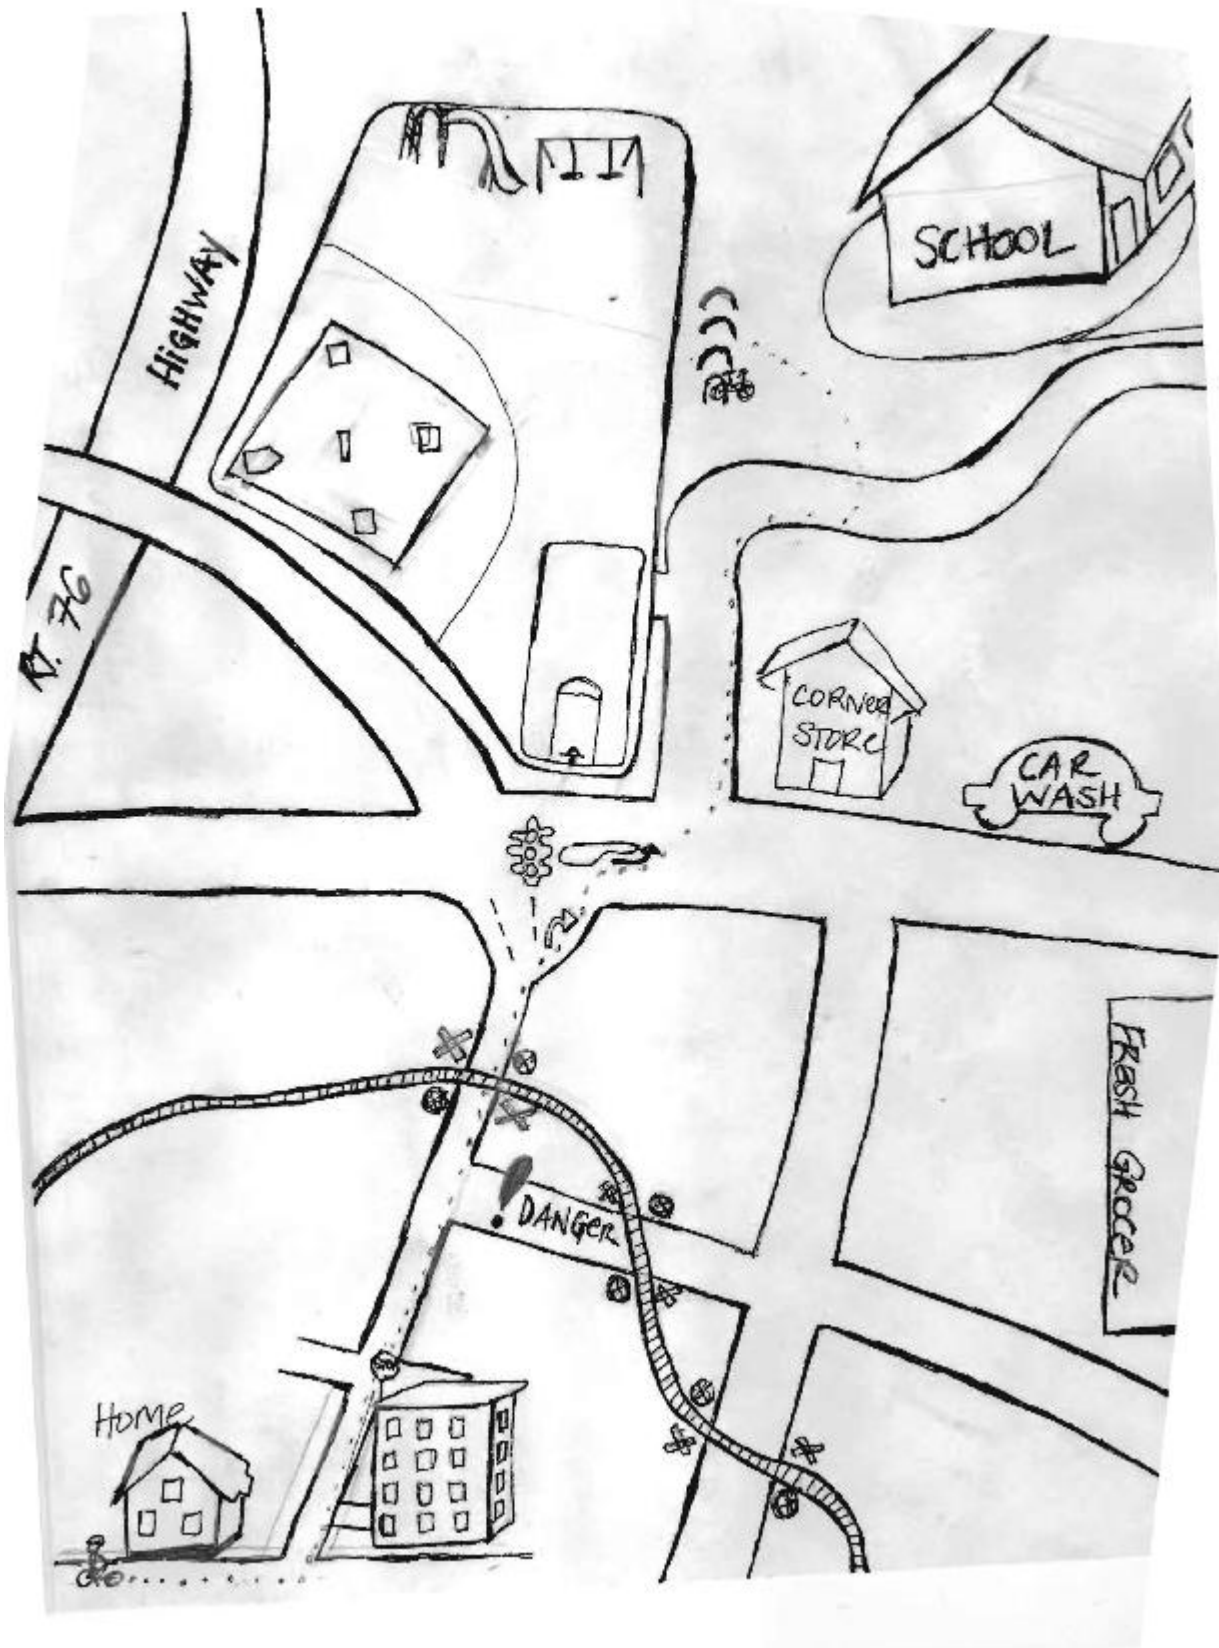 SCHOOL
HiGHWAY
RT. 76
CORNER
STORE
CAR
WASH
FRESH GROCER
DANGER
HOME